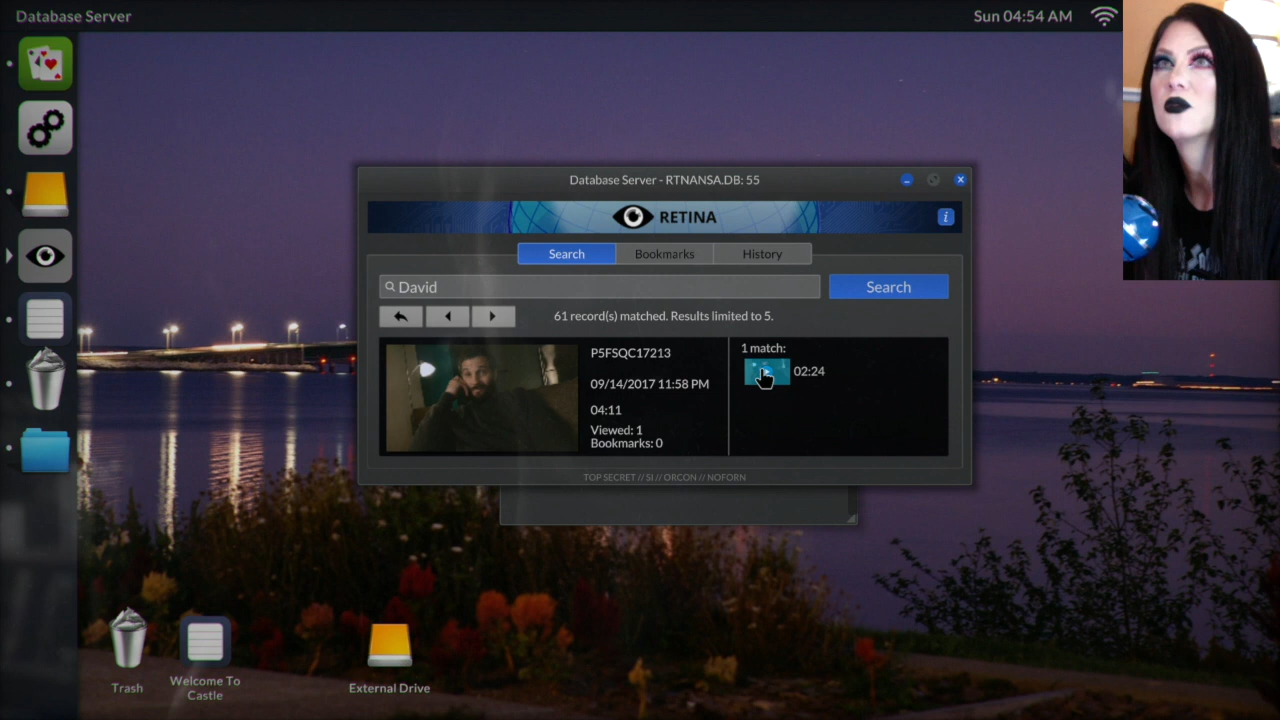 Database Server
Sun 04:54 AM
Database Server - RTNANSA.DB: 55
RETINA
i
Search Bookmarks History
David
Search
61 record(s) matched. Results limited to 5.
P5FSQC17213
09/14/2017 11:58 PM
04:11
Viewed: 1
Bookmarks: 0
1 match:
02:24
TOP SECRET // SI // ORCON // NOFORN
Trash
Welcome To
Castle
External Drive